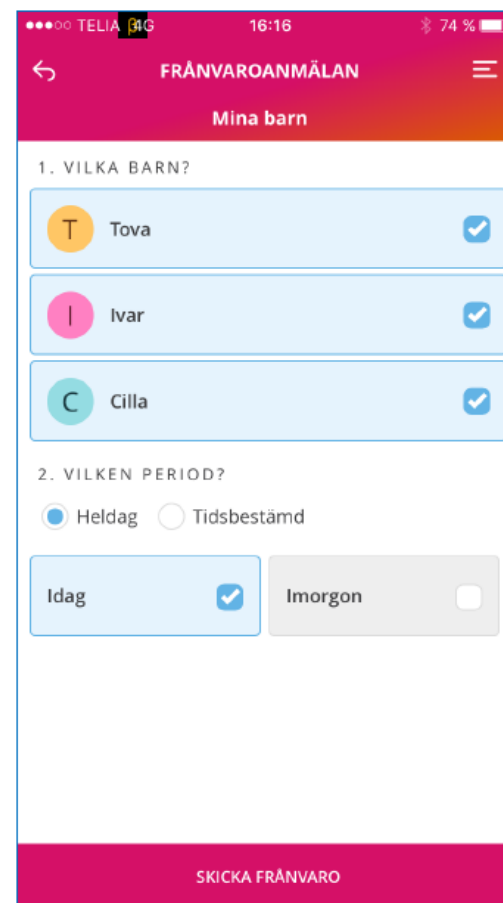 TELIA β4G 16:16 74 %
FRÅNVAROANMÄLAN
Mina barn
1. VILKA BARN?
T Tova
I Ivar
C Cilla
2. VILKEN PERIOD?
Heldag Tidsbestämd
Idag Imorgon
SKICKA FRÅNVARO